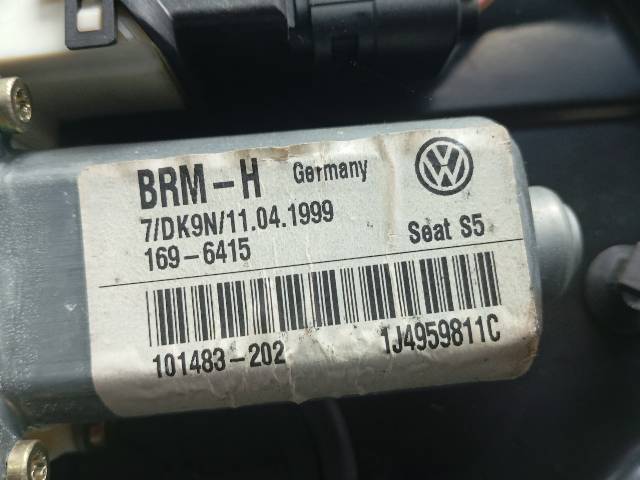 BRM-H Germany
7/DK9N/11.04.1999
169-6415 Seat S5
101483-202 1J4959811C